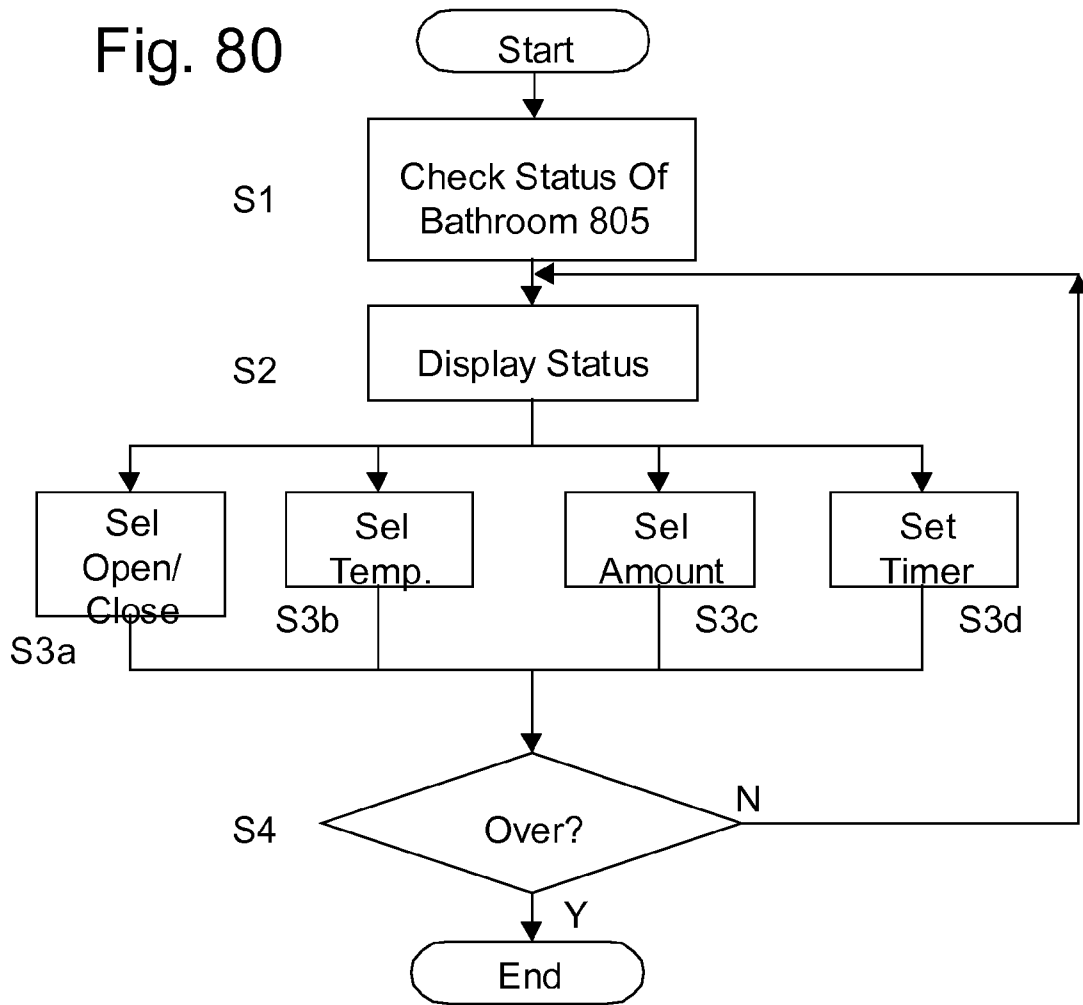 Fig. 80
Start
S1
Check Status Of
Bathroom 805
S2
Display Status
Sel
Open/
Close
Sel
Temp.
Sel
Amount
Set
Timer
S3a
S3b
S3c
S3d
S4
Over?
N
Y
End